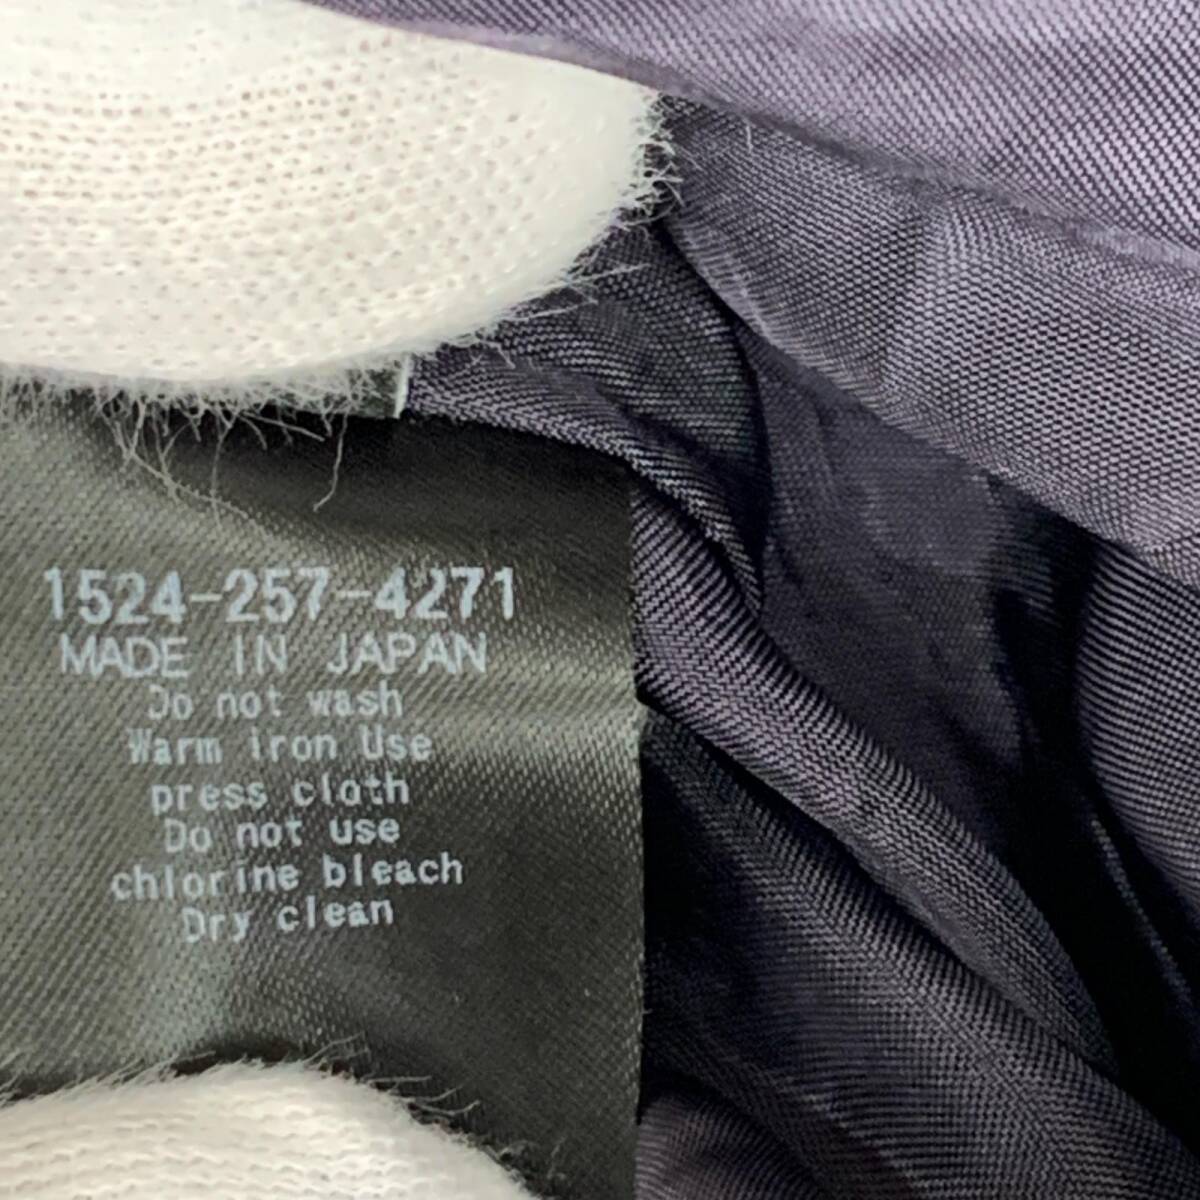 1524-257-4271
MADE IN JAPAN
Do not wash
Warm iron Use
press cloth
Do not use
chlorine bleach
Dry clean